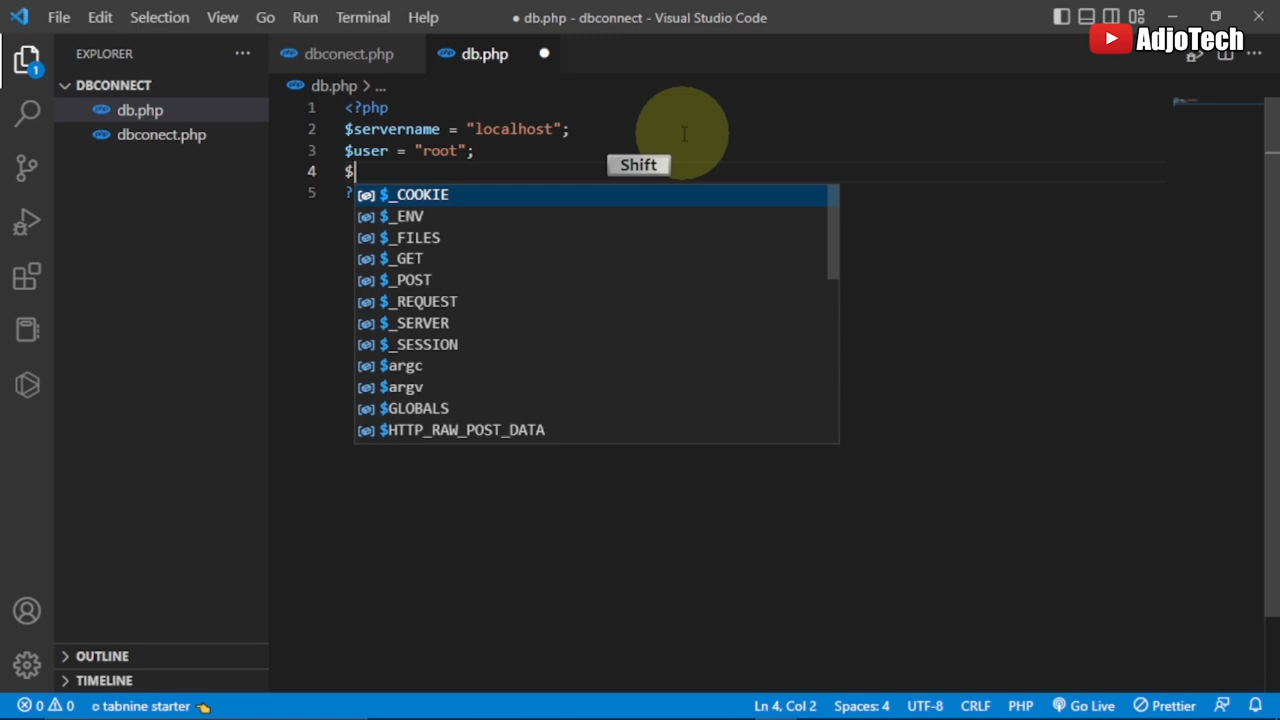 File Edit Selection View Go Run Terminal Help
● db.php - dbconnect - Visual Studio Code
AdjoTech
EXPLORER
dbconect.php
db.php
DBCONNECT
db.php > ...
db.php
dbconect.php
1 <?php
2 $servername = "localhost";
3 $user = "root";
4 $
5 ?
Shift
$_COOKIE
$_ENV
$_FILES
$_GET
$_POST
$_REQUEST
$_SERVER
$_SESSION
$argc
$argv
$GLOBALS
$HTTP_RAW_POST_DATA
1
OUTLINE
TIMELINE
0 0 tabnine starter Ln 4, Col 2 Spaces: 4 UTF-8 CRLF PHP Go Live Prettier